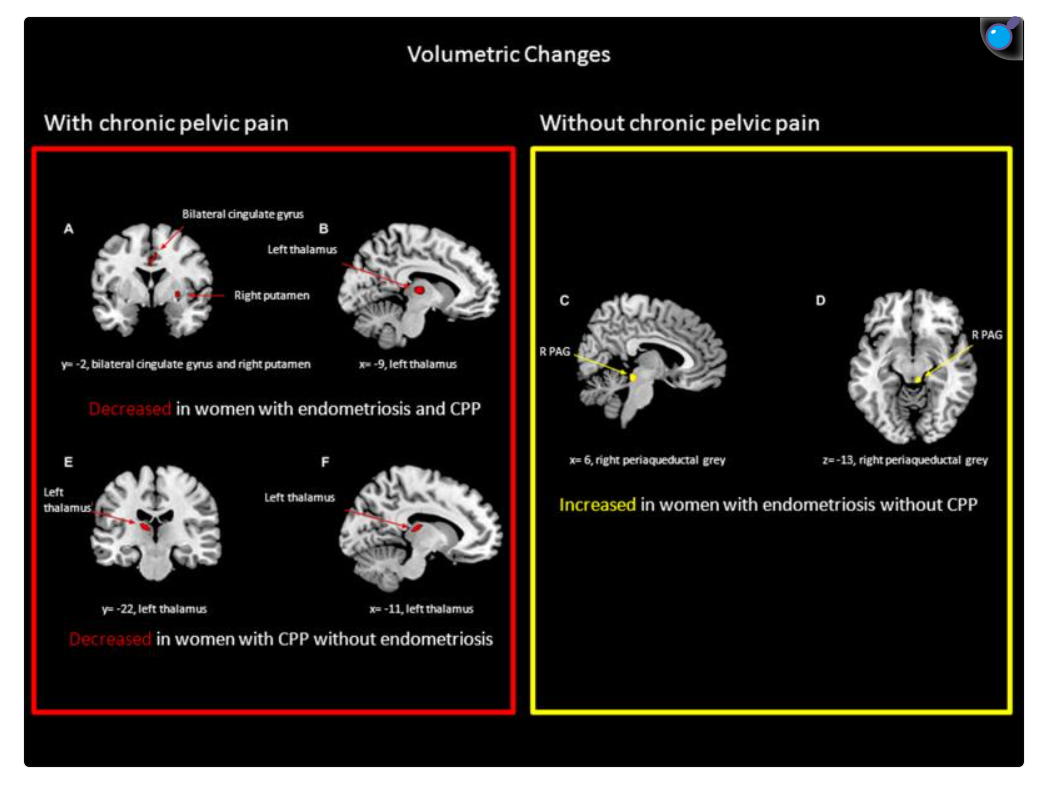 Volumetric Changes
With chronic pelvic pain
Without chronic pelvic pain
A
Bilateral cingulate gyrus
B
Left thalamus
Right putamen
y= -2, bilateral cingulate gyrus and right putamen
x= -9, left thalamus
Decreased in women with endometriosis and CPP
E
F
Left
thalamus
Left thalamus
y= -22, left thalamus
x= -11, left thalamus
Decreased in women with CPP without endometriosis
C
D
R PAG
R PAG
x= 6, right periaqueductal grey
z= -13, right periaqueductal grey
Increased in women with endometriosis without CPP